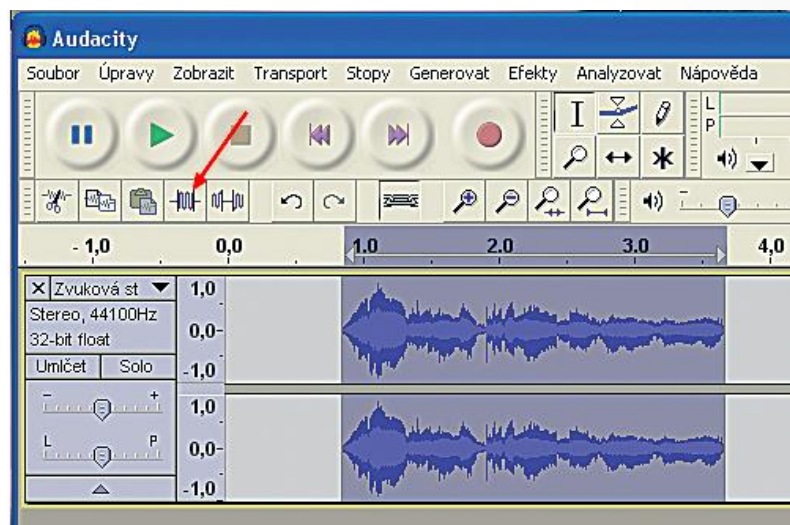 Audacity
Soubor Úpravy Zobrazit Transport Stopy Generovat Efekty Analyzovat Nápověda
L
P
- 1,0 0,0 1.0 2.0 3.0 4,0
X Zvuková st
Stereo, 44100Hz
32-bit float
Umlčet Solo
- +
L P
1,0
0,0-
-1,0
1,0
0,0-
-1,0